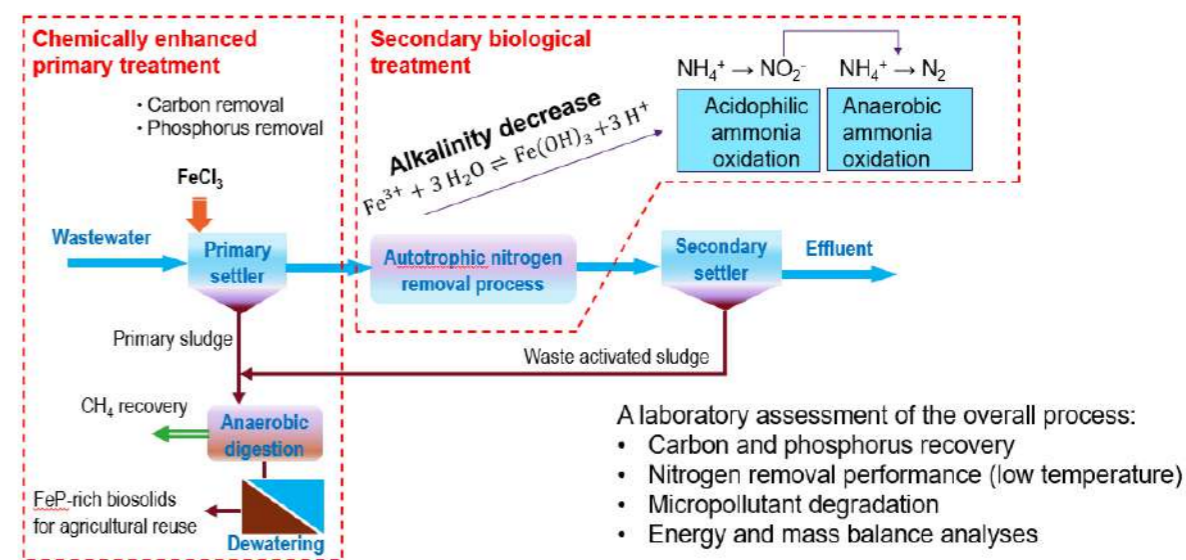 Chemically enhanced
primary treatment
• Carbon removal
• Phosphorus removal
FeCl₃
Wastewater
Primary
settler
Primary sludge
CH₄ recovery
Anaerobic
digestion
FeP-rich biosolids
for agricultural reuse
Dewatering
Secondary biological
treatment
Alkalinity decrease
Fe³⁺ + 3 H₂O ⇌ Fe(OH)₃ +3 H⁺
NH₄⁺ → NO₂⁻
NH₄⁺ → N₂
Acidophilic
ammonia
oxidation
Anaerobic
ammonia
oxidation
Autotrophic nitrogen
removal process
Secondary
settler
Effluent
Waste activated sludge
A laboratory assessment of the overall process:
• Carbon and phosphorus recovery
• Nitrogen removal performance (low temperature)
• Micropollutant degradation
• Energy and mass balance analyses